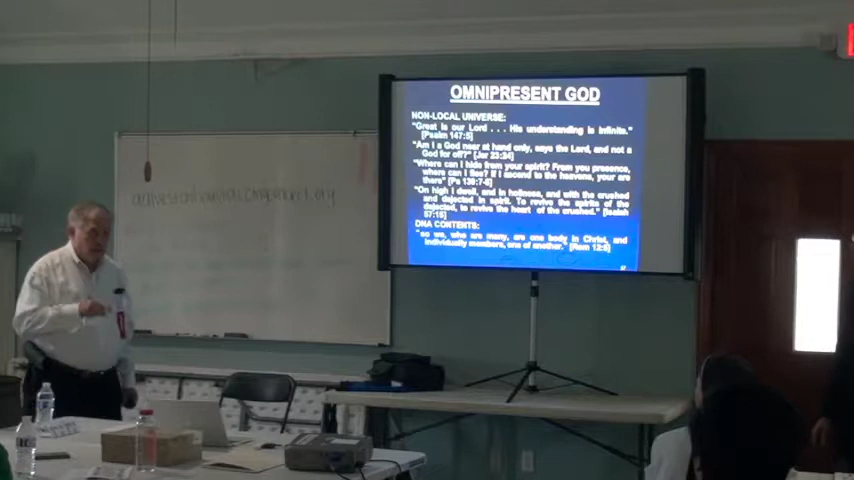 OMNIPRESENT GOD
NON-LOCAL UNIVERSE:
"Great is our Lord . . . His understanding is infinite."
[Psalm 147:5]
"Am I a God near at hand only, says the Lord, and not a
God far off?" [Jer 23:24]
"Where can I hide from your spirit? From you presence,
where can I flee? If I ascend to the heavens, your are
there" [Ps 139:7-8]
"On high I dwell, and in holiness, and with the crushed
and dejected in spirit. To revive the spirits of the
dejected, to revive the heart of the crushed." [Isaiah
57:15]
DNA CONTENTS:
"so we, who are many, are one body in Christ, and
individually members, one of another." [Rom 12:5]